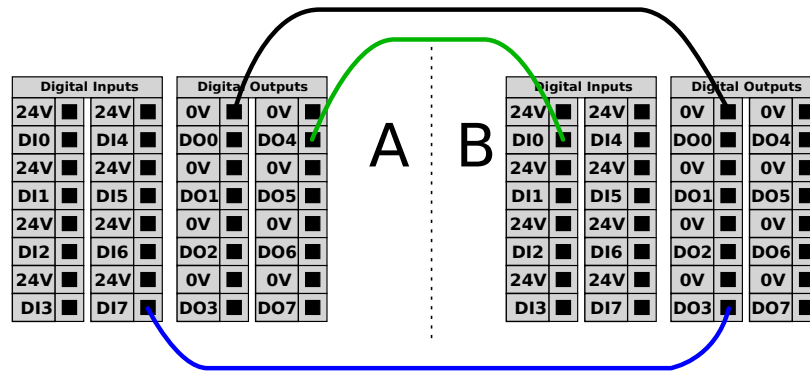 Digital Inputs Digital Outputs Digital Inputs Digital Outputs
24V 24V 0V 0V 24V 24V 0V 0V
DI0 DI4 DO0 DO4 A B DI0 DI4 DO0 DO4
24V 24V 0V 0V 24V 24V 0V 0V
DI1 DI5 DO1 DO5 DI1 DI5 DO1 DO5
24V 24V 0V 0V 24V 24V 0V 0V
DI2 DI6 DO2 DO6 DI2 DI6 DO2 DO6
24V 24V 0V 0V 24V 24V 0V 0V
DI3 DI7 DO3 DO7 DI3 DI7 DO3 DO7